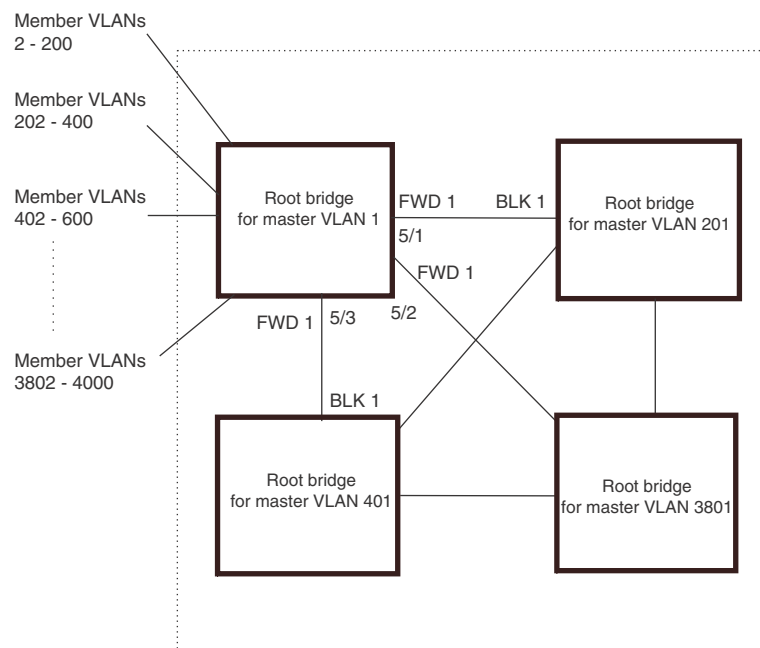 Member VLANs
2 - 200
Member VLANs
202 - 400
Member VLANs
402 - 600
Member VLANs
3802 - 4000
Root bridge
for master VLAN 1
FWD 1
BLK 1
5/1
FWD 1
Root bridge
for master VLAN 201
FWD 1
5/3
5/2
BLK 1
Root bridge
for master VLAN 401
Root bridge
for master VLAN 3801